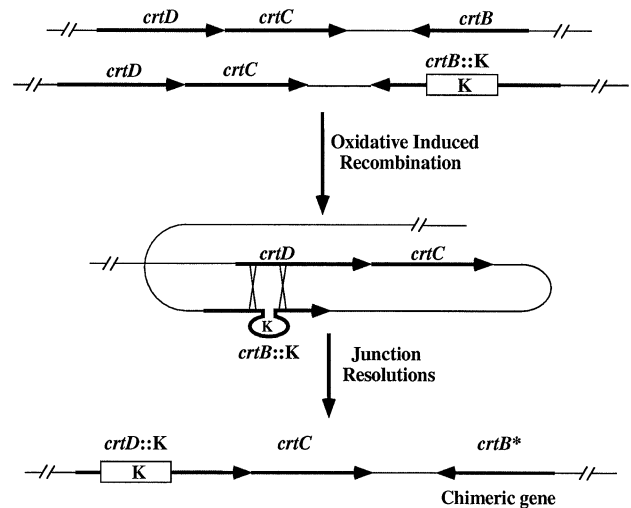 crtD crtC crtB
crtD crtC crtB::K
K
Oxidative Induced
Recombination
crtD crtC
K
crtB::K
Junction
Resolutions
crtD::K crtC crtB*
K
Chimeric gene